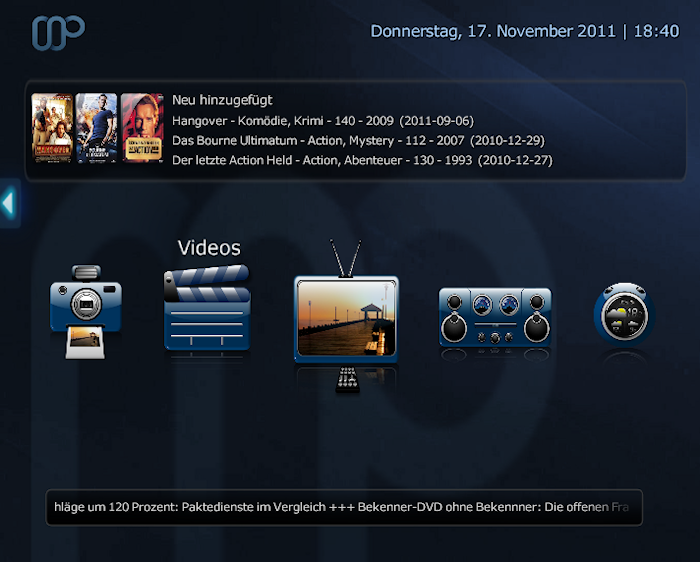 Donnerstag, 17. November 2011 | 18:40
Neu hinzugefügt
Hangover - Komödie, Krimi - 140 - 2009 (2011-09-06)
Das Bourne Ultimatum - Action, Mystery - 112 - 2007 (2010-12-29)
Der letzte Action Held - Action, Abenteuer - 130 - 1993 (2010-12-27)
Videos
hläge um 120 Prozent: Paktedienste im Vergleich +++ Bekenner-DVD ohne Bekennner: Die offenen Fra